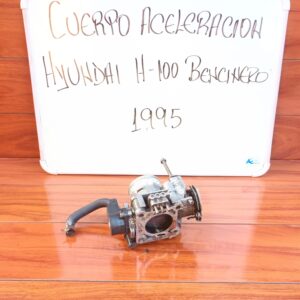 CUERPO ACELERACION
HYUNDAI H-100 BENCINERO
1995